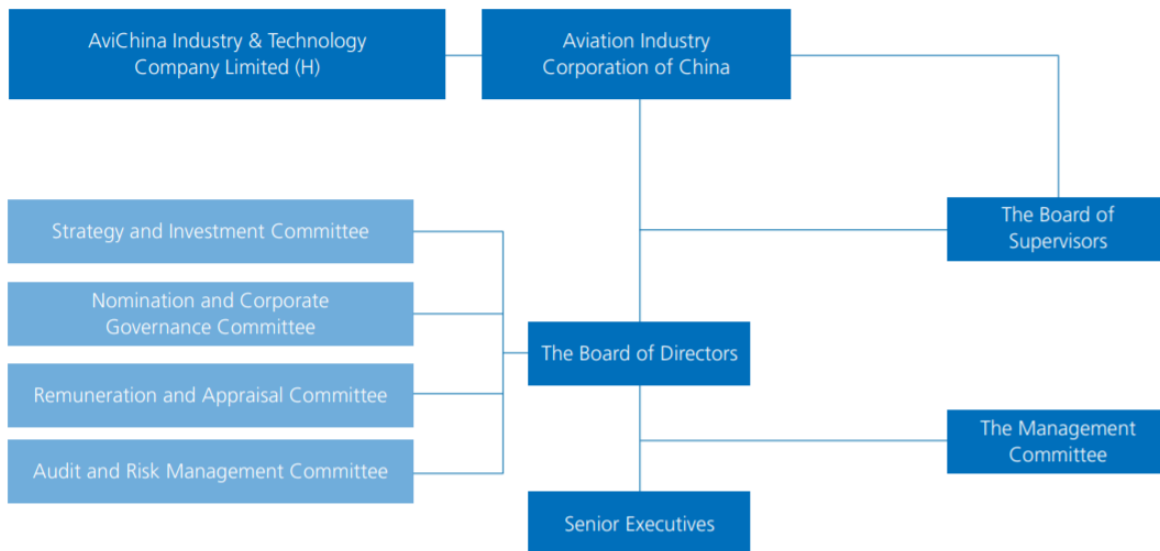 AviChina Industry & Technology
Company Limited (H)
Aviation Industry
Corporation of China
Strategy and Investment Committee
The Board of
Supervisors
Nomination and Corporate
Governance Committee
The Board of Directors
Remuneration and Appraisal Committee
The Management
Committee
Audit and Risk Management Committee
Senior Executives